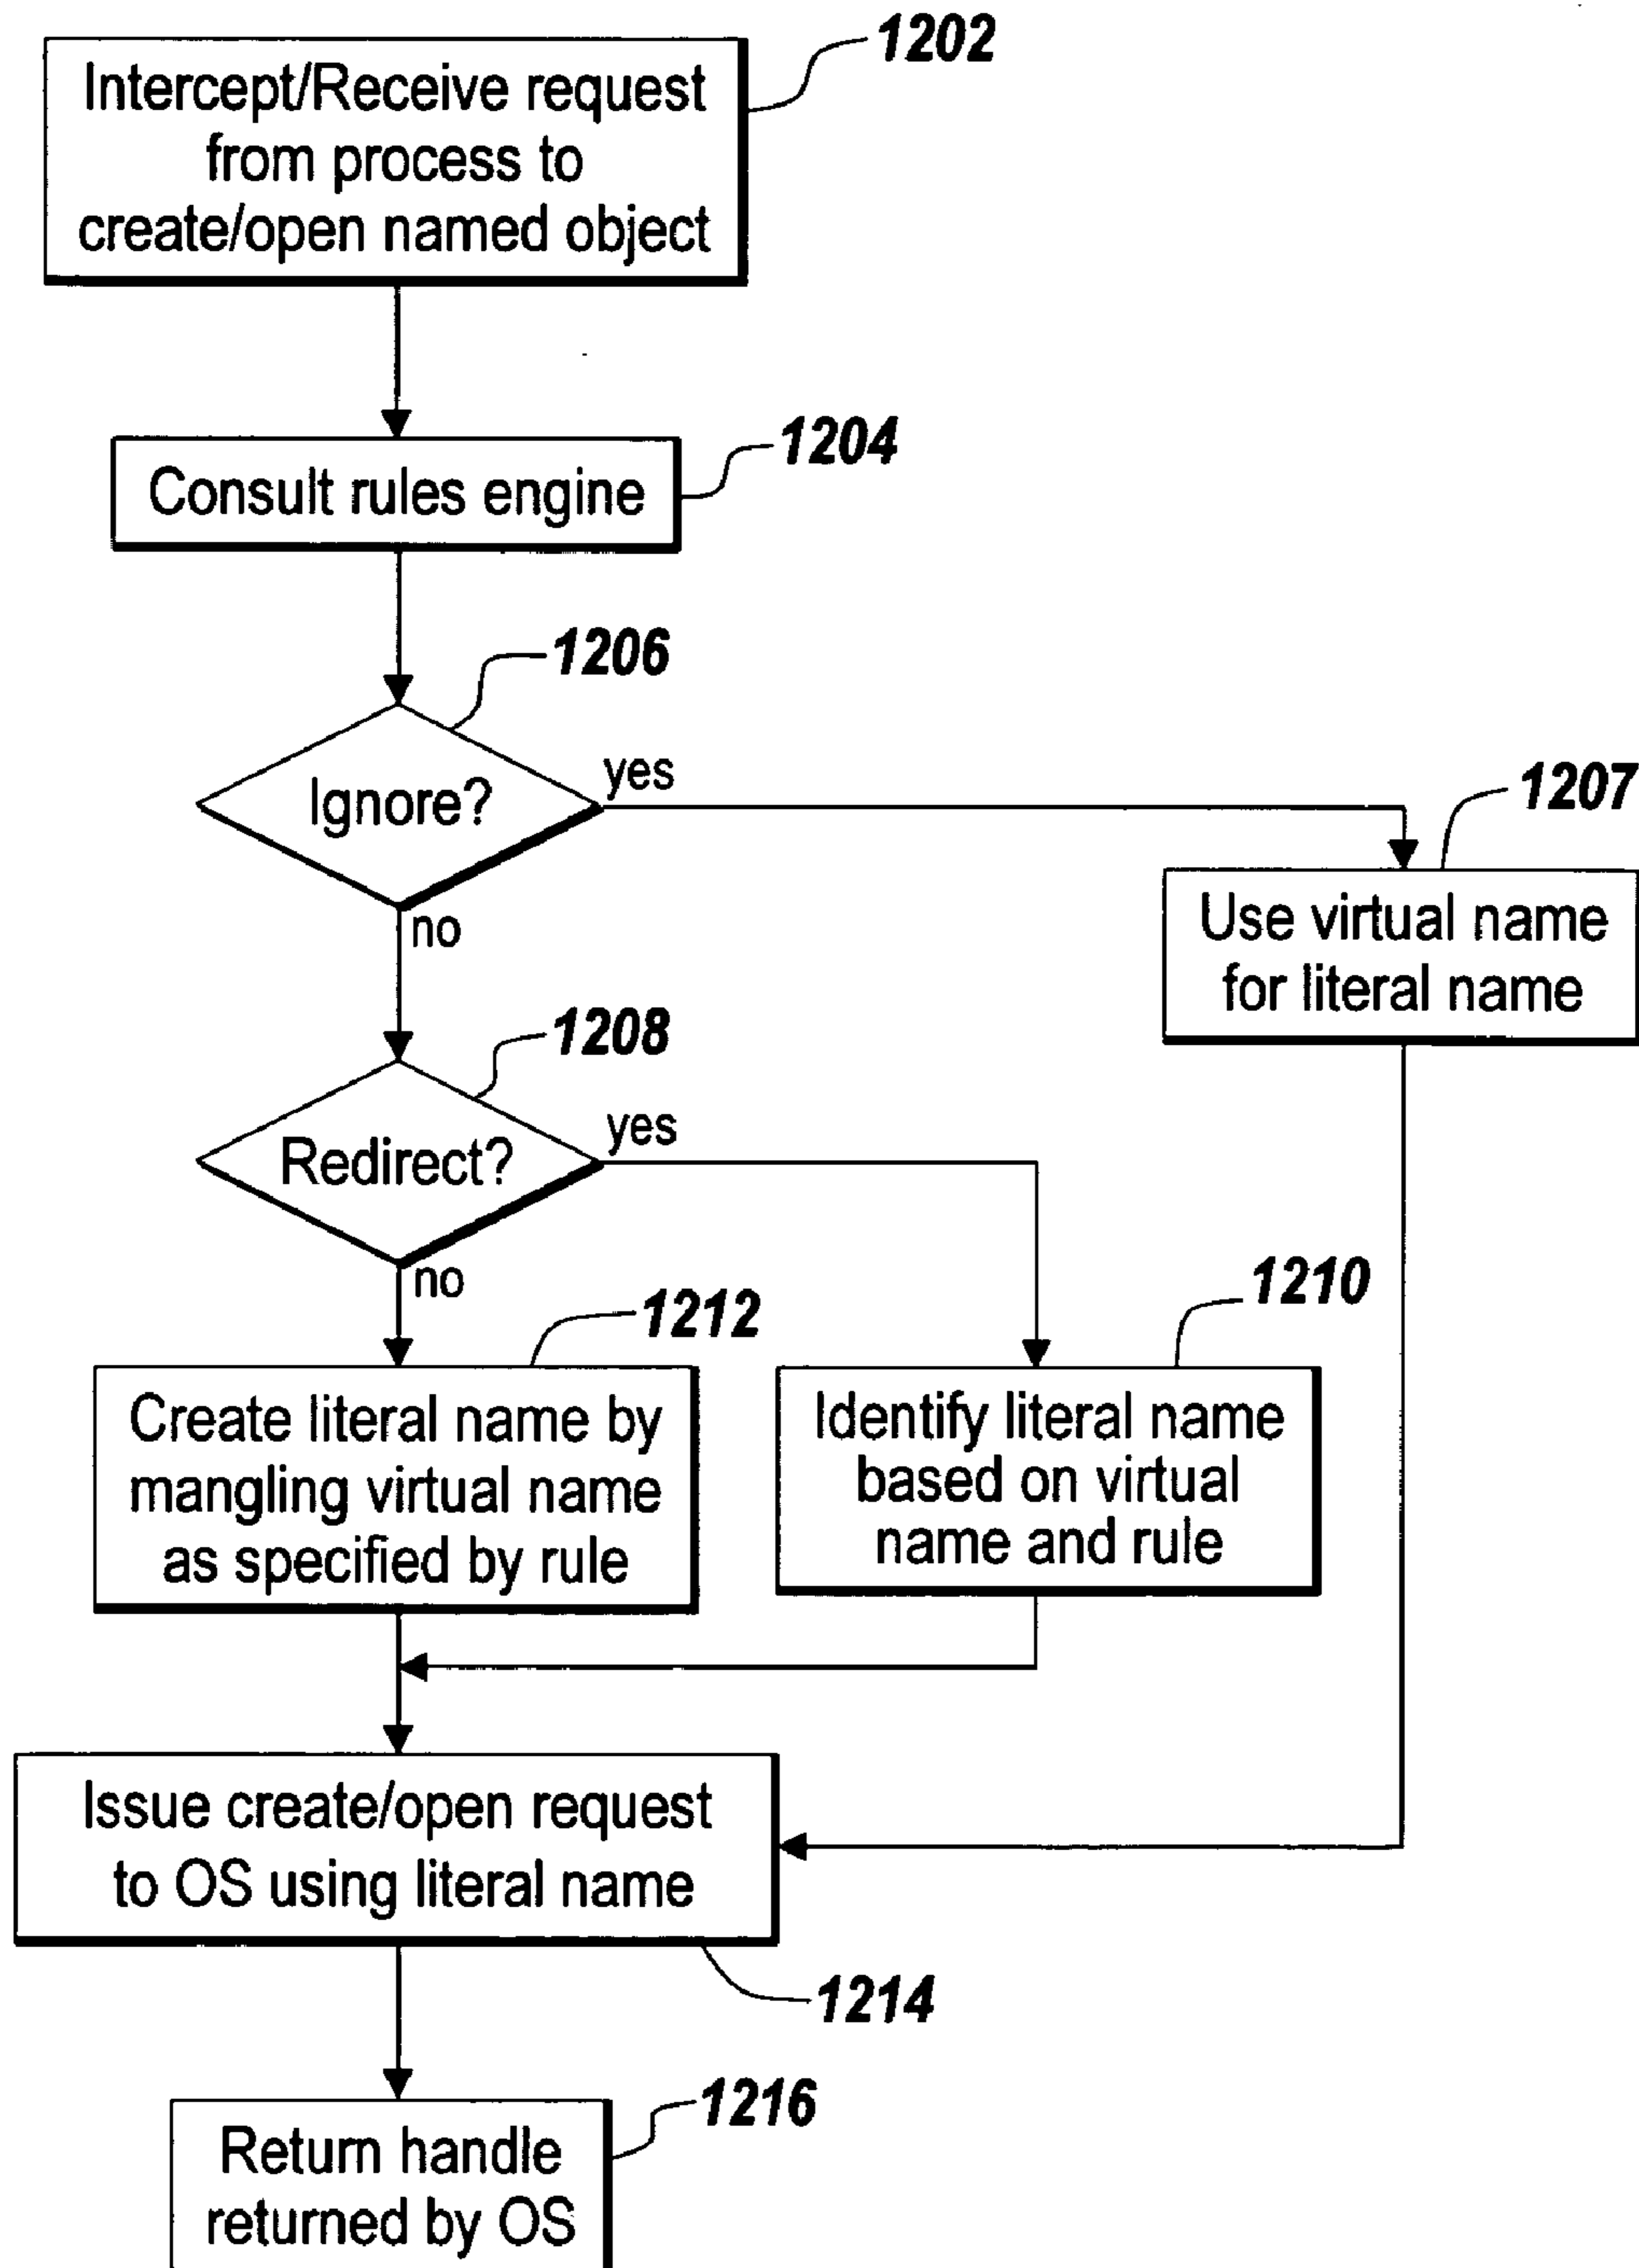 1202
Intercept/Receive request
from process to
create/open named object
1204
Consult rules engine
1206
Ignore?
yes
no
1207
Use virtual name
for literal name
1208
Redirect?
yes
no
1212
Create literal name by
mangling virtual name
as specified by rule
1210
Identify literal name
based on virtual
name and rule
Issue create/open request
to OS using literal name
1214
1216
Return handle
returned by OS